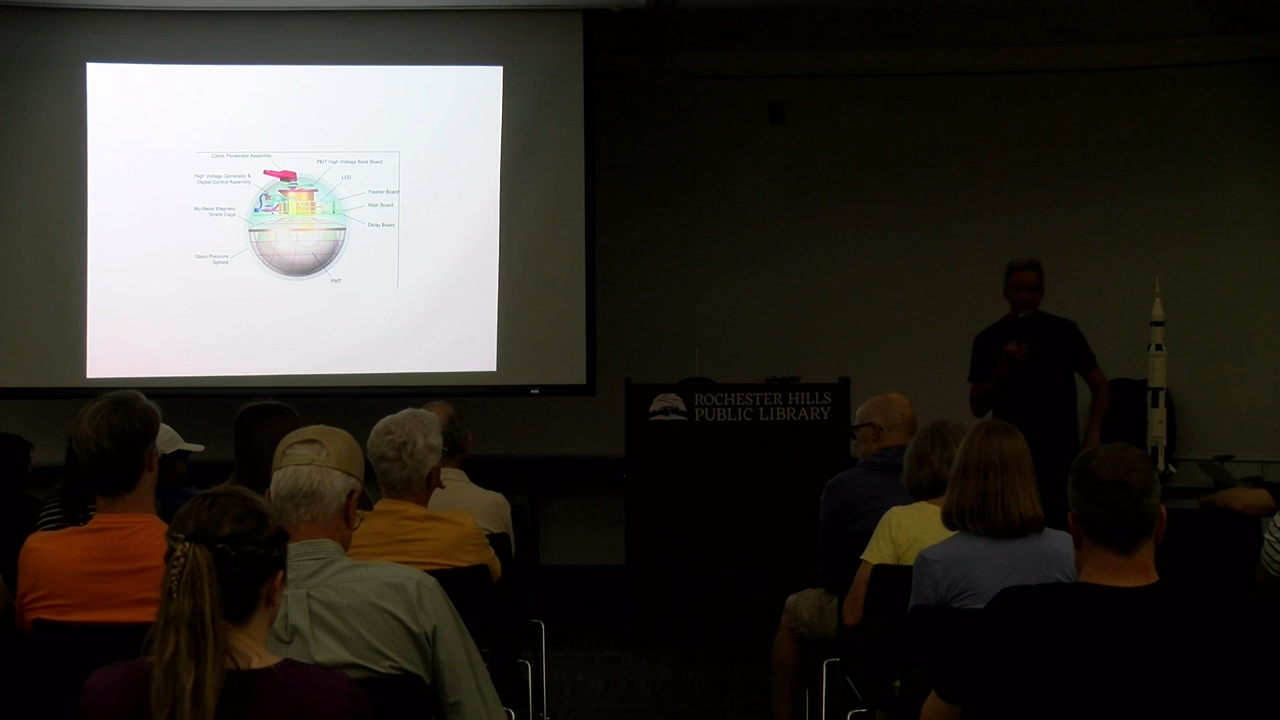 Cable Penetrator Assembly
PMT High Voltage Base Board
High Voltage Generator &
Digital Control Assembly
LED
Flasher Board
Main Board
Mu-Metal Magnetic
Shield Cage
Delay Board
Glass Pressure
Sphere
PMT
ROCHESTER HILLS
PUBLIC LIBRARY